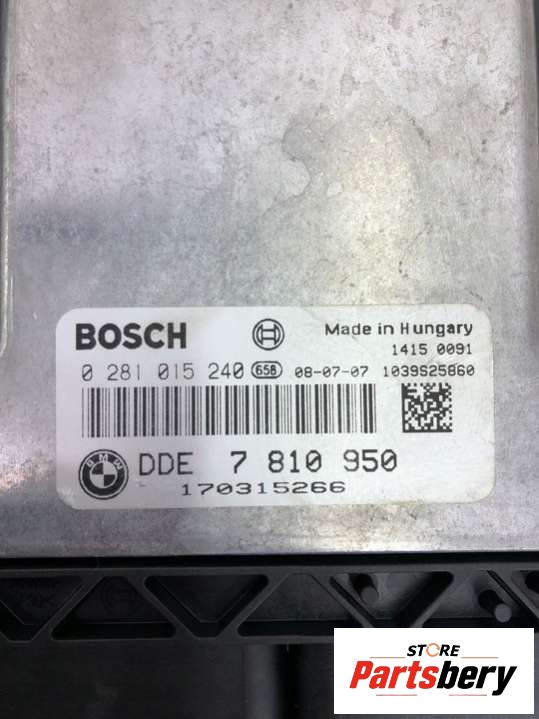 BOSCH
Made in Hungary
1415 0091
0 281 015 240 658 08-07-07 1039S25860
BMW
DDE 7 810 950
170315266
STORE
Partsbery